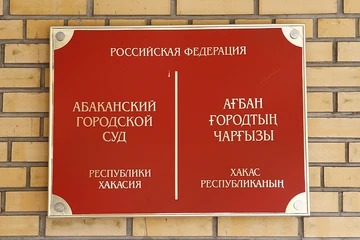 РОССИЙСКАЯ ФЕДЕРАЦИЯ
АБАКАНСКИЙ
ГОРОДСКОЙ
СУД
РЕСПУБЛИКИ
ХАКАСИЯ
АҒБАН
ҒОРОДТЫҢ
ЧАРҒЫЗЫ
ХАКАС
РЕСПУБЛИКАНЫҢ